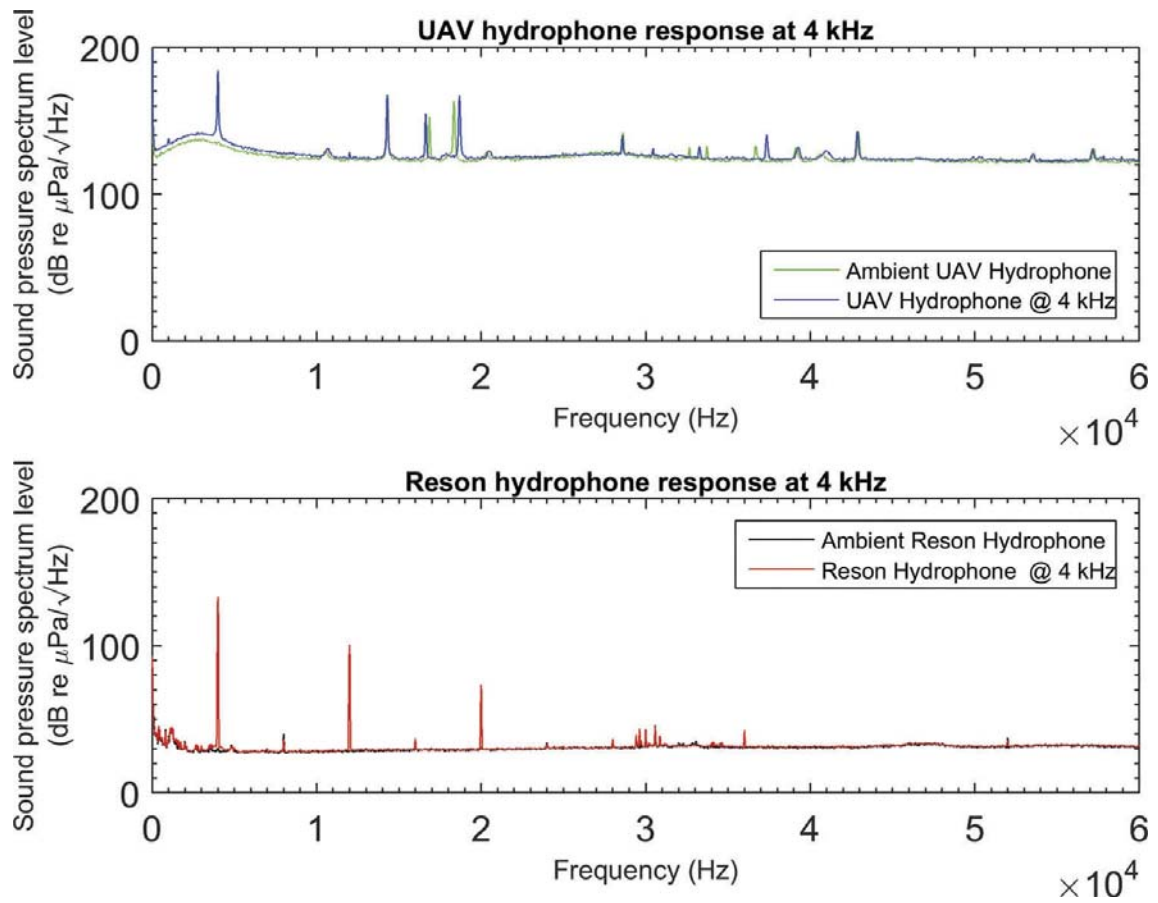 UAV hydrophone response at 4 kHz
Sound pressure spectrum level
(dB re μPa/√Hz)
200
100
0
Ambient UAV Hydrophone
UAV Hydrophone @ 4 kHz
0 1 2 3 4 5 6
Frequency (Hz)
×10⁴
Reson hydrophone response at 4 kHz
Sound pressure spectrum level
(dB re μPa/√Hz)
200
100
0
Ambient Reson Hydrophone
Reson Hydrophone @ 4 kHz
0 1 2 3 4 5 6
Frequency (Hz)
×10⁴